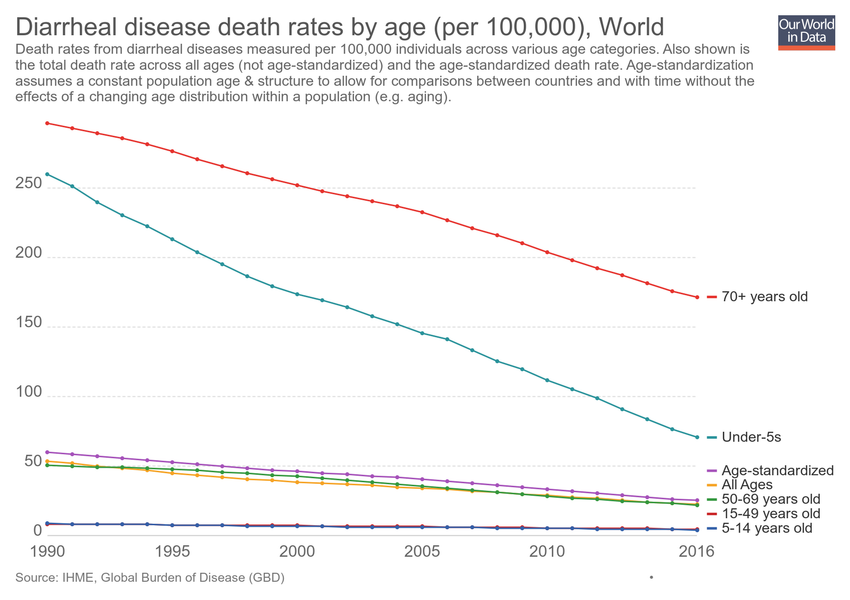 Diarrheal disease death rates by age (per 100,000), World
Our World
in Data
Death rates from diarrheal diseases measured per 100,000 individuals across various age categories. Also shown is
the total death rate across all ages (not age-standardized) and the age-standardized death rate. Age-standardization
assumes a constant population age & structure to allow for comparisons between countries and with time without the
effects of a changing age distribution within a population (e.g. aging).
250
200
150
100
50
0
1990
1995
2000
2005
2010
2016
70+ years old
Under-5s
Age-standardized
All Ages
50-69 years old
15-49 years old
5-14 years old
Source: IHME, Global Burden of Disease (GBD)